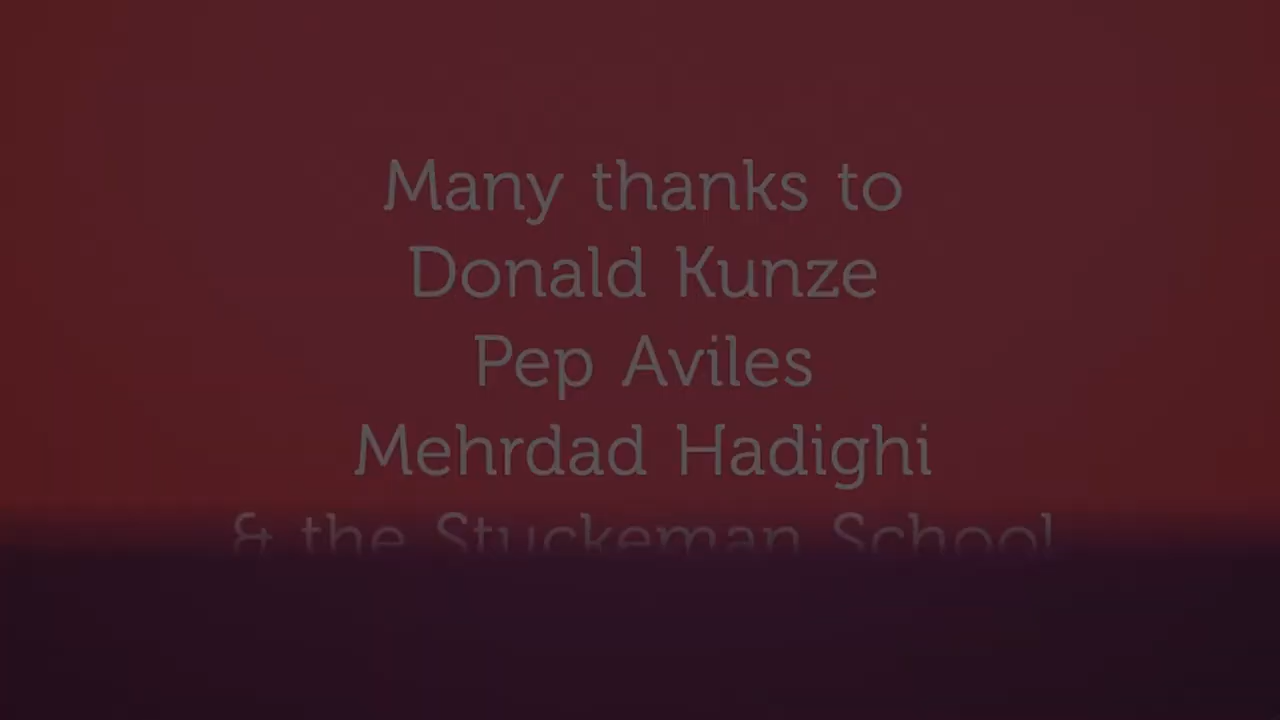 Many thanks to
Donald Kunze
Pep Aviles
Mehrdad Hadighi
& the Stuckeman School